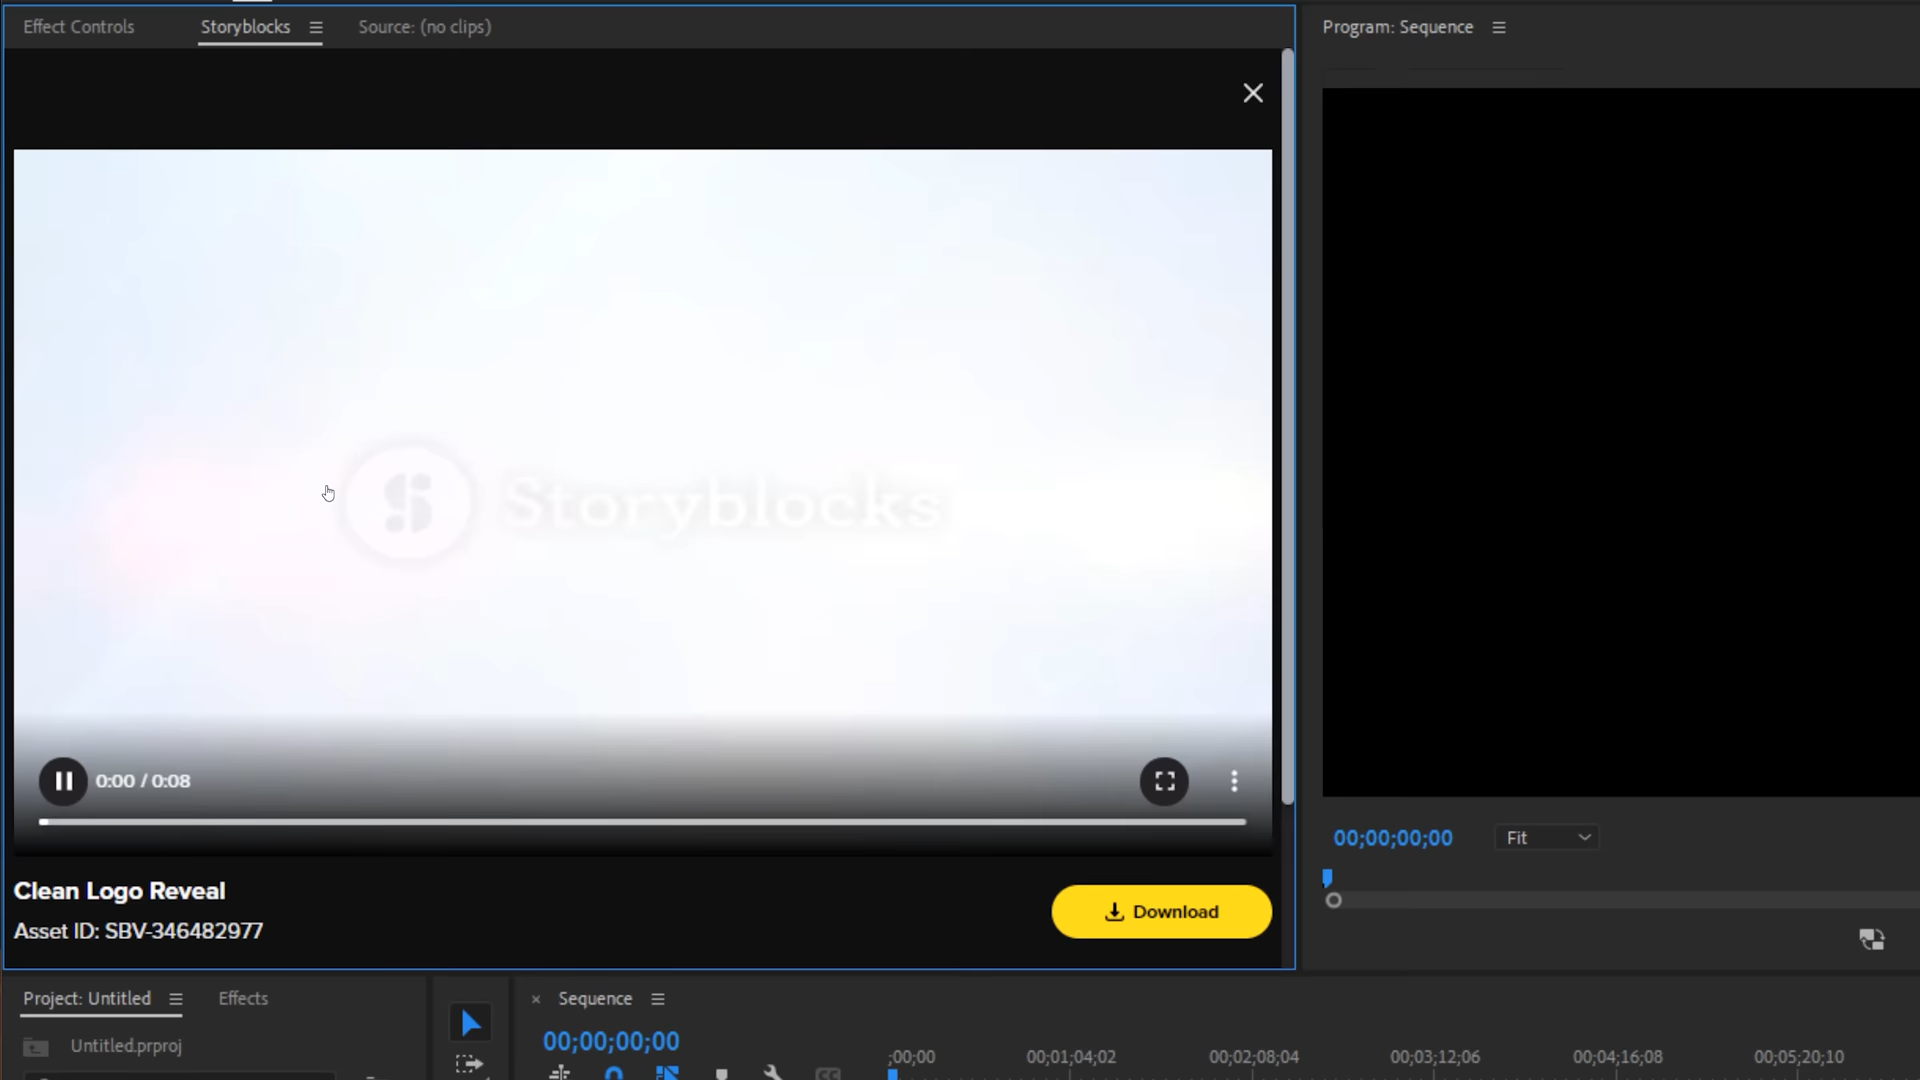 Effect Controls
Storyblocks
Source: (no clips)
Program: Sequence
Storyblocks
0:00 / 0:08
00;00;00;00
Fit
Clean Logo Reveal
Asset ID: SBV-346482977
Download
Project: Untitled
Effects
Sequence
Untitled.prproj
00;00;00;00
;00;00
00;01;04;02
00;02;08;04
00;03;12;06
00;04;16;08
00;05;20;10